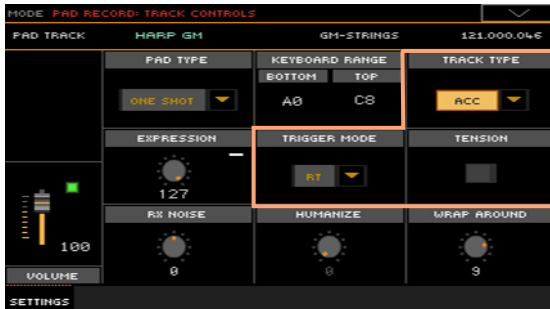 MODE PAD RECORD: TRACK CONTROLS
PAD TRACK HARP GM GM-STRINGS 121.000.046
PAD TYPE KEYBOARD RANGE TRACK TYPE
BOTTOM TOP
ONE SHOT A0 C8 ACC
EXPRESSION TRIGGER MODE TENSION
RT
127
RX NOISE HUMANIZE WRAP AROUND
100
0 0 9
VOLUME
SETTINGS